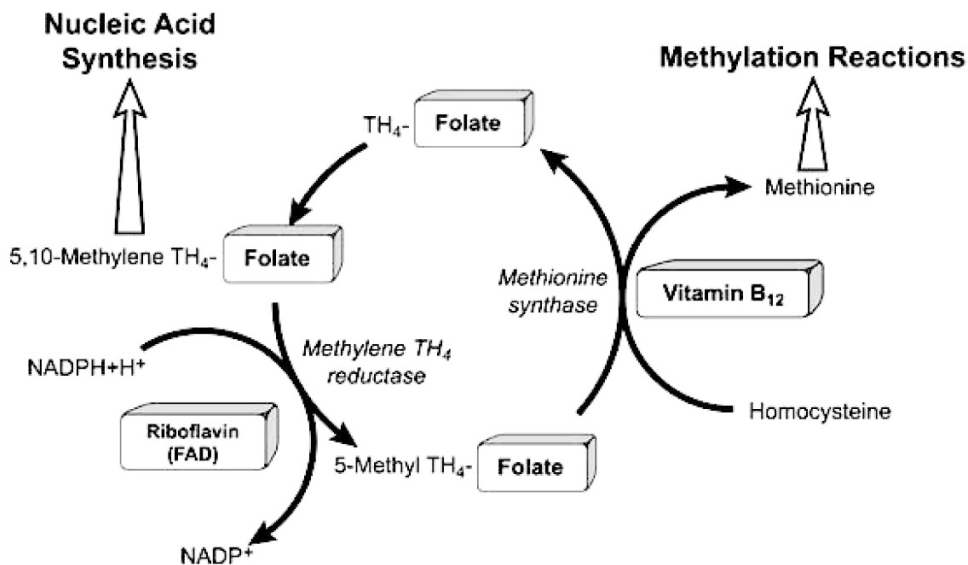 Nucleic Acid
Synthesis
Methylation Reactions
TH₄-
Folate
Methionine
5,10-Methylene TH₄-
Folate
Methionine
synthase
Vitamin B₁₂
NADPH+H⁺
Methylene TH₄
reductase
Homocysteine
Riboflavin
(FAD)
5-Methyl TH₄-
Folate
NADP⁺